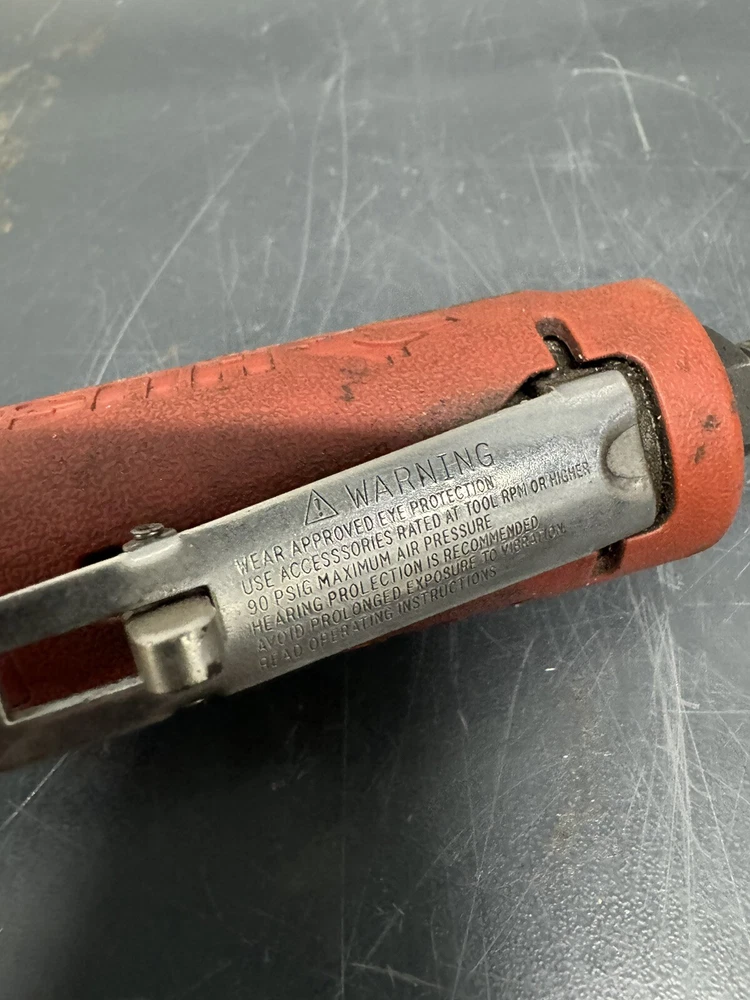 ⚠ WARNING
WEAR APPROVED EYE PROTECTION
USE ACCESSSORIES RATED AT TOOL RPM OR HIGHER
90 PSIG MAXIMUM AIR PRESSURE
HEARING PROLECTION IS RECOMMENDED
AVOID PROLONGED EXPOSURE TO VIBRATION.
READ OPERATING INSTRUCTIONS